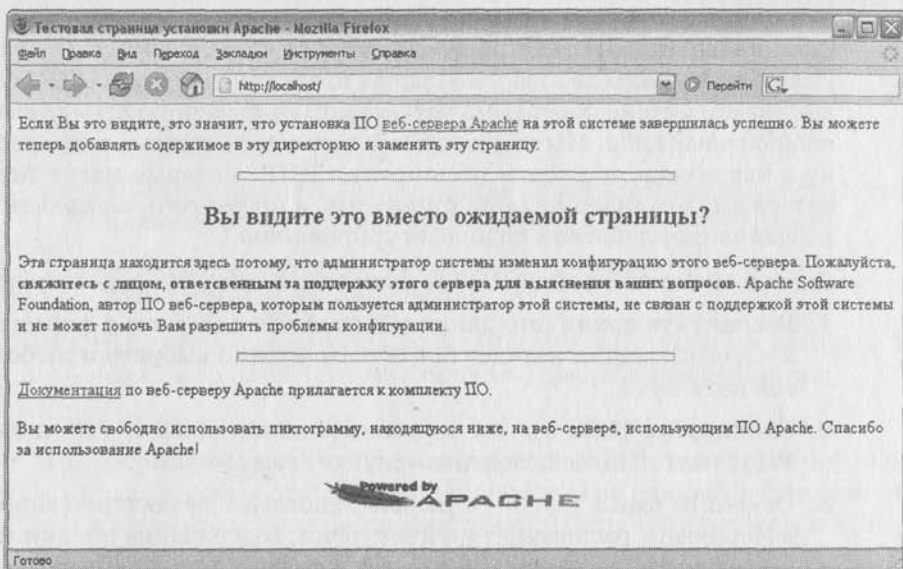 Тестовая страница установки Apache - Mozilla Firefox
Файл Правка Вид Переход Закладки Инструменты Справка
http://localhost/ Перейти
Если Вы это видите, это значит, что установка ПО веб-сервера Apache на этой системе завершилась успешно. Вы можете
теперь добавлять содержимое в эту директорию и заменить эту страницу.
Вы видите это вместо ожидаемой страницы?
Эта страница находится здесь потому, что администратор системы изменил конфигурацию этого веб-сервера. Пожалуйста,
свяжитесь с лицом, ответсвенным за поддержку этого сервера для выяснения ваших вопросов. Apache Software
Foundation, автор ПО веб-сервера, которым пользуется администратор этой системы, не связан с поддержкой этой системы
и не может помочь Вам разрешить проблемы конфигурации.
Документация по веб-серверу Apache прилагается к комплекту ПО.
Вы можете свободно использовать пиктограмму, находящуюся ниже, на веб-сервере, использующим ПО Apache. Спасибо
за использование Apache!
Powered by
APACHE
Готово